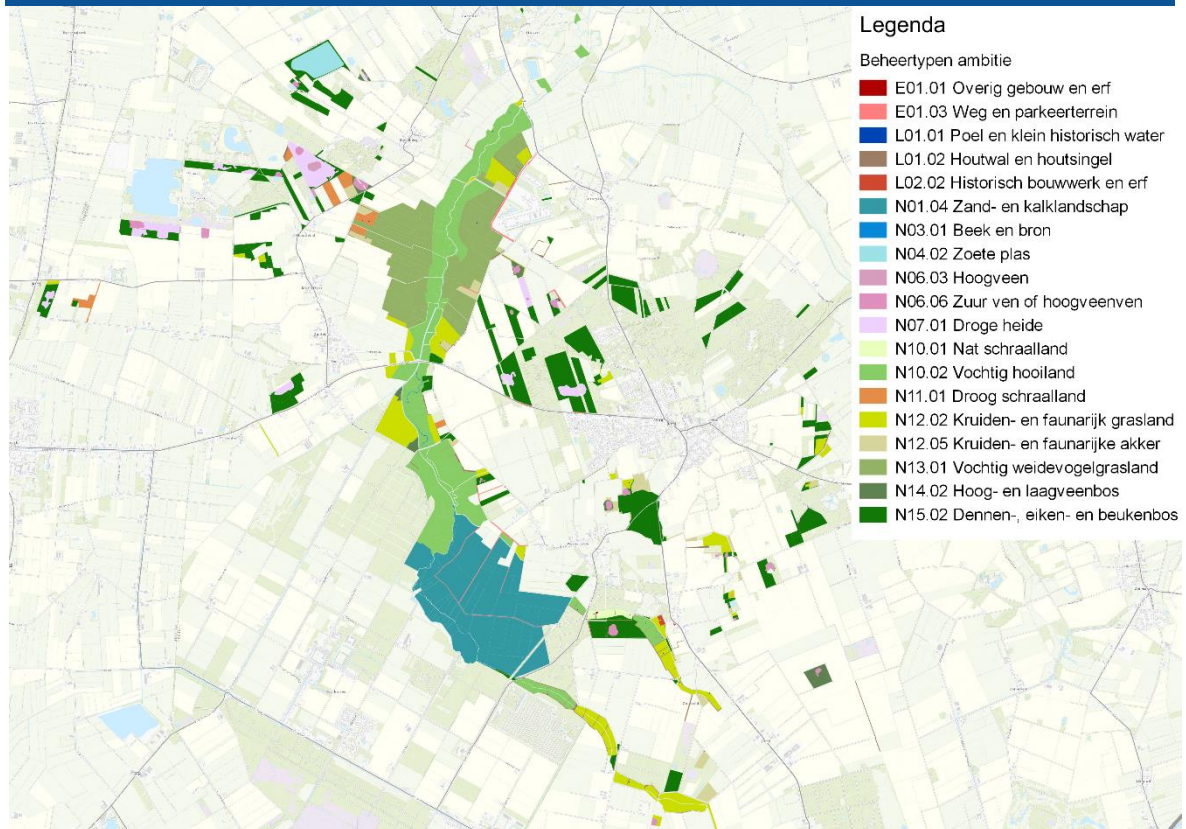 Legenda
Beheertypen ambitie
E01.01 Overig gebouw en erf
E01.03 Weg en parkeerterrein
L01.01 Poel en klein historisch water
L01.02 Houtwal en houtsingel
L02.02 Historisch bouwwerk en erf
N01.04 Zand- en kalklandschap
N03.01 Beek en bron
N04.02 Zoete plas
N06.03 Hoogveen
N06.06 Zuur ven of hoogveenven
N07.01 Droge heide
N10.01 Nat schraalland
N10.02 Vochtig hooiland
N11.01 Droog schraalland
N12.02 Kruiden- en faunarijk grasland
N12.05 Kruiden- en faunarijke akker
N13.01 Vochtig weidevogelgrasland
N14.02 Hoog- en laagveenbos
N15.02 Dennen-, eiken- en beukenbos